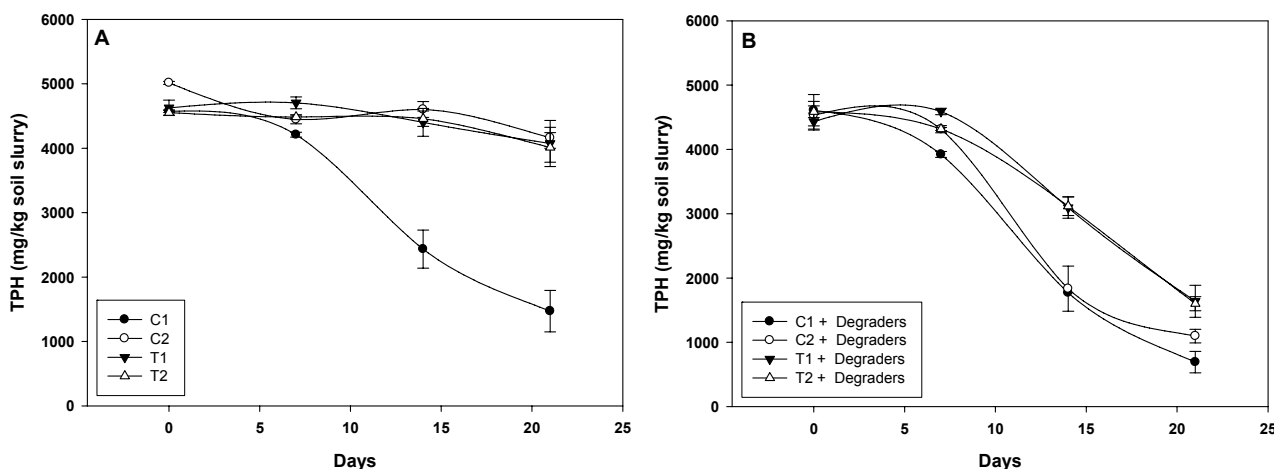 A
TPH (mg/kg soil slurry)
6000
5000
4000
3000
2000
1000
0
C1
C2
T1
T2
0 5 10 15 20 25
Days
B
TPH (mg/kg soil slurry)
6000
5000
4000
3000
2000
1000
0
C1 + Degraders
C2 + Degraders
T1 + Degraders
T2 + Degraders
0 5 10 15 20 25
Days